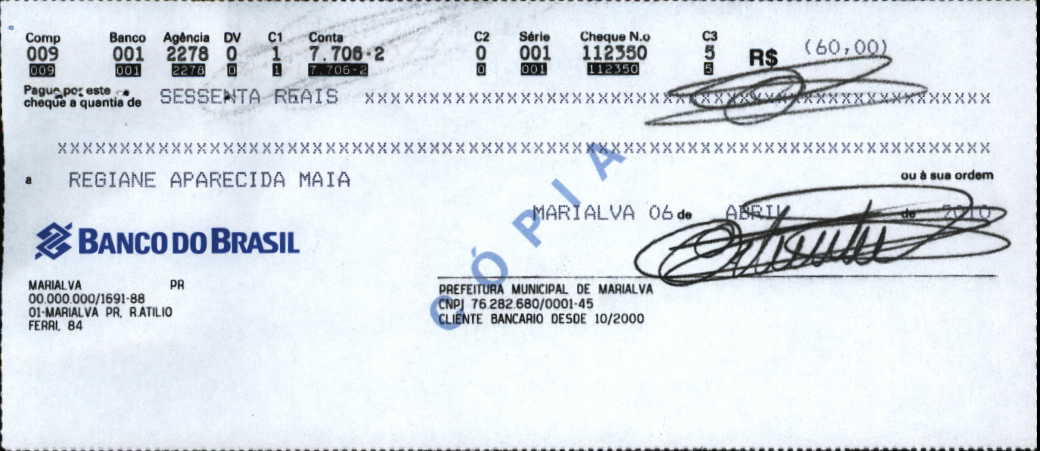 Comp Banco Agência DV C1 Conta C2 Série Cheque N.o C3
009 001 2278 0 1 7.706-2 0 001 112350 5 R$ (60,00)
009 001 2278 0 1 7.706-2 0 001 112350 5
Pague por este
cheque a quantia de SESSENTA REAIS XXXXXXXXXXXXXXXXXXXXXXXXXXXXXXXXXXXXXXXXXXXXXXXXXXXXX
XXXXXXXXXXXXXXXXXXXXXXXXXXXXXXXXXXXXXXXXXXXXXXXXXXXXXXXXXXXXXXXXXXXXXXXXXXXXXXX
a REGIANE APARECIDA MAIA ou à sua ordem
MARIALVA 06 de ABRIL de 2010
CÓPIA
BANCO DO BRASIL
MARIALVA PR
00.000.000/1691-88
01-MARIALVA PR, R.ATILIO
FERRI, 84
PREFEITURA MUNICIPAL DE MARIALVA
CNPJ 76.282.680/0001-45
CLIENTE BANCARIO DESDE 10/2000